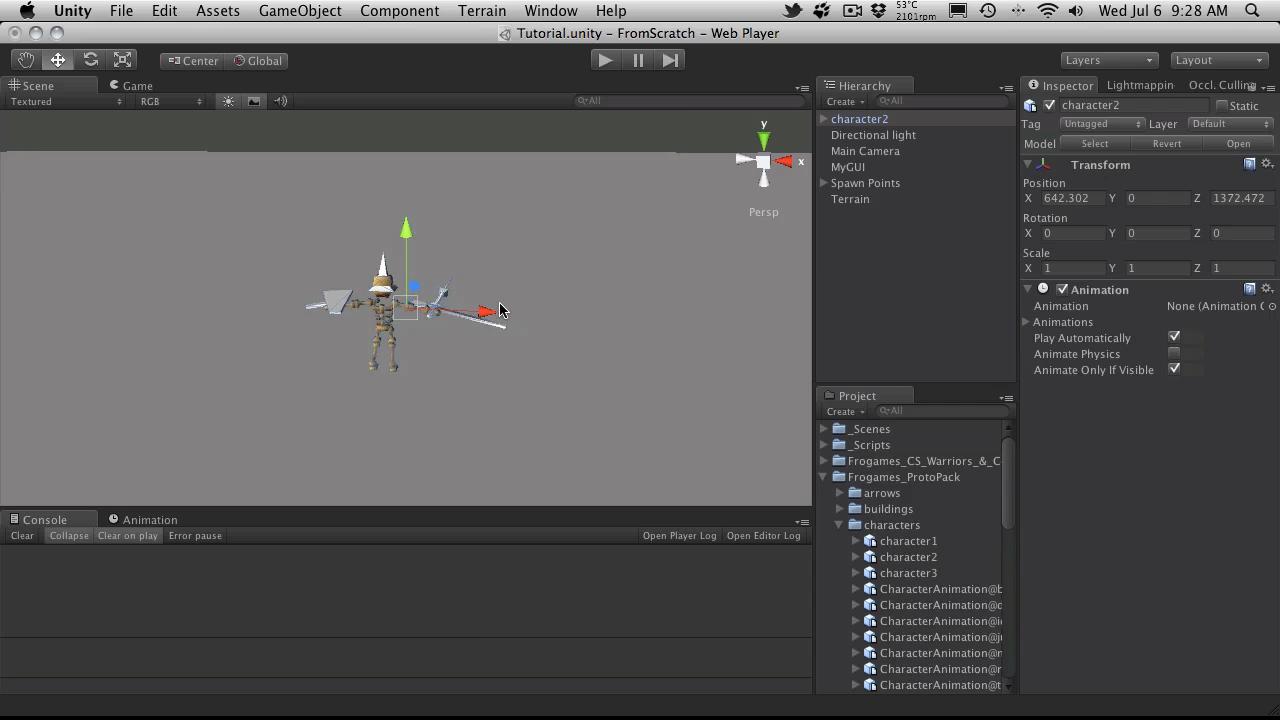 Unity File Edit Assets GameObject Component Terrain Window Help 53°C 2101rpm Wed Jul 6 9:28 AM
Tutorial.unity - FromScratch - Web Player
Center Global Layers Layout
Scene Game
Textured RGB All
y
x
Persp
Hierarchy
Create All
character2
Directional light
Main Camera
MyGUI
Spawn Points
Terrain
Inspector Lightmappin Occl. Cullin
character2 Static
Tag Untagged Layer Default
Model Select Revert Open
Transform
Position
X 642.302 Y 0 Z 1372.472
Rotation
X 0 Y 0 Z 0
Scale
X 1 Y 1 Z 1
Animation
Animation None (Animation C
Animations
Play Automatically
Animate Physics
Animate Only If Visible
Project
Create All
_Scenes
_Scripts
Frogames_CS_Warriors_&_C
Frogames_ProtoPack
arrows
buildings
characters
character1
character2
character3
CharacterAnimation@
CharacterAnimation@
CharacterAnimation@
CharacterAnimation@
CharacterAnimation@
CharacterAnimation@
CharacterAnimation@
Console Animation
Clear Collapse Clear on play Error pause Open Player Log Open Editor Log